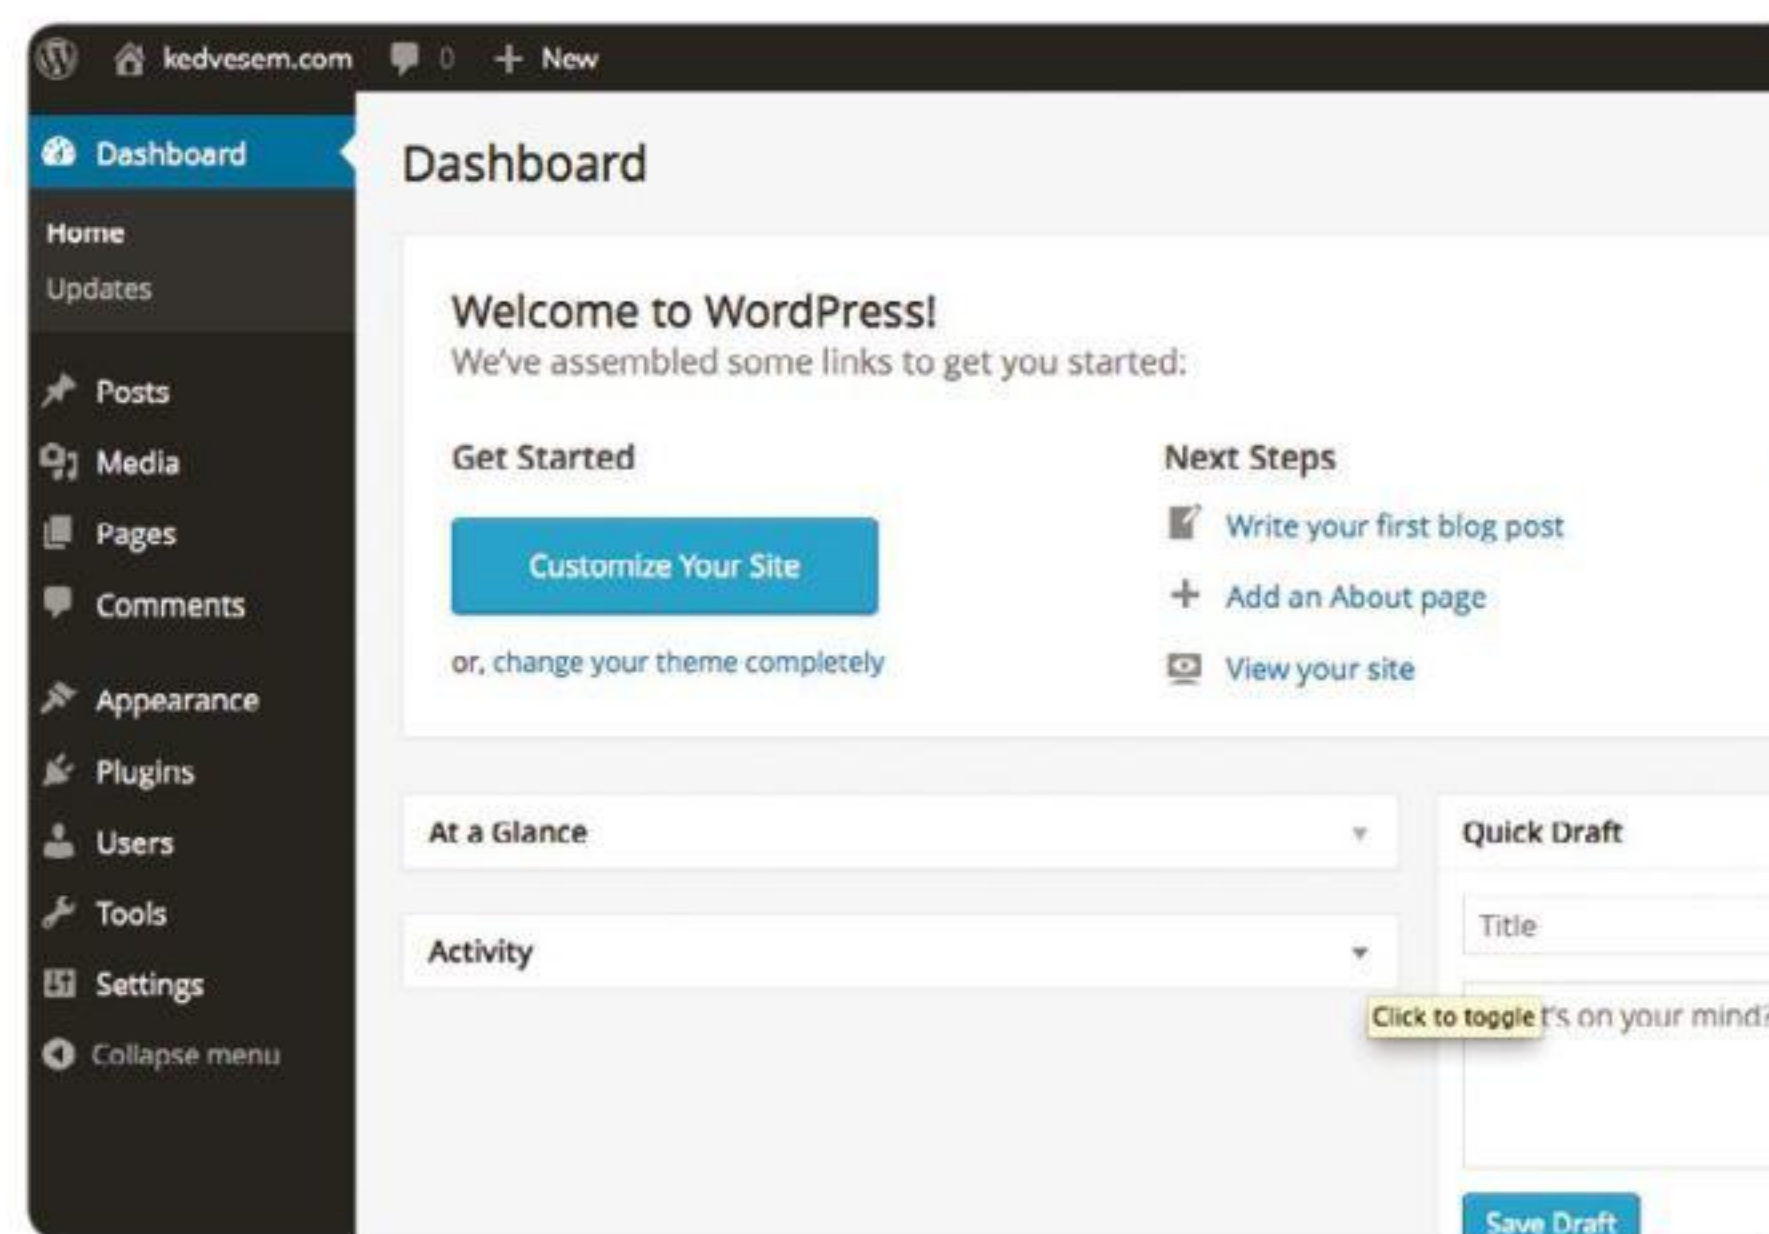 kedvesem.com 0 + New
Dashboard
Home
Updates
Posts
Media
Pages
Comments
Appearance
Plugins
Users
Tools
Settings
Collapse menu
Dashboard
Welcome to WordPress!
We've assembled some links to get you started:
Get Started
Customize Your Site
or, change your theme completely
Next Steps
Write your first blog post
Add an About page
View your site
At a Glance
Activity
Click to toggle
Quick Draft
Title
t's on your mind?
Save Draft